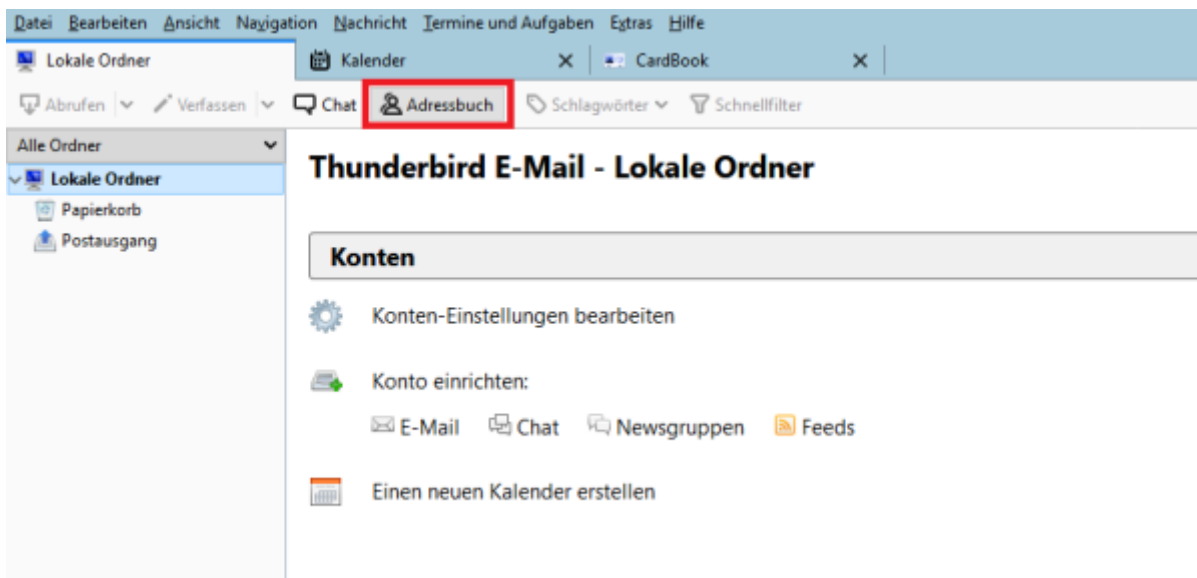 Datei Bearbeiten Ansicht Navigation Nachricht Termine und Aufgaben Extras Hilfe
Lokale Ordner Kalender CardBook
Abrufen Verfassen Chat Adressbuch Schlagwörter Schnellfilter
Alle Ordner
Lokale Ordner
Papierkorb
Postausgang
Thunderbird E-Mail - Lokale Ordner
Konten
Konten-Einstellungen bearbeiten
Konto einrichten:
E-Mail Chat Newsgruppen Feeds
Einen neuen Kalender erstellen